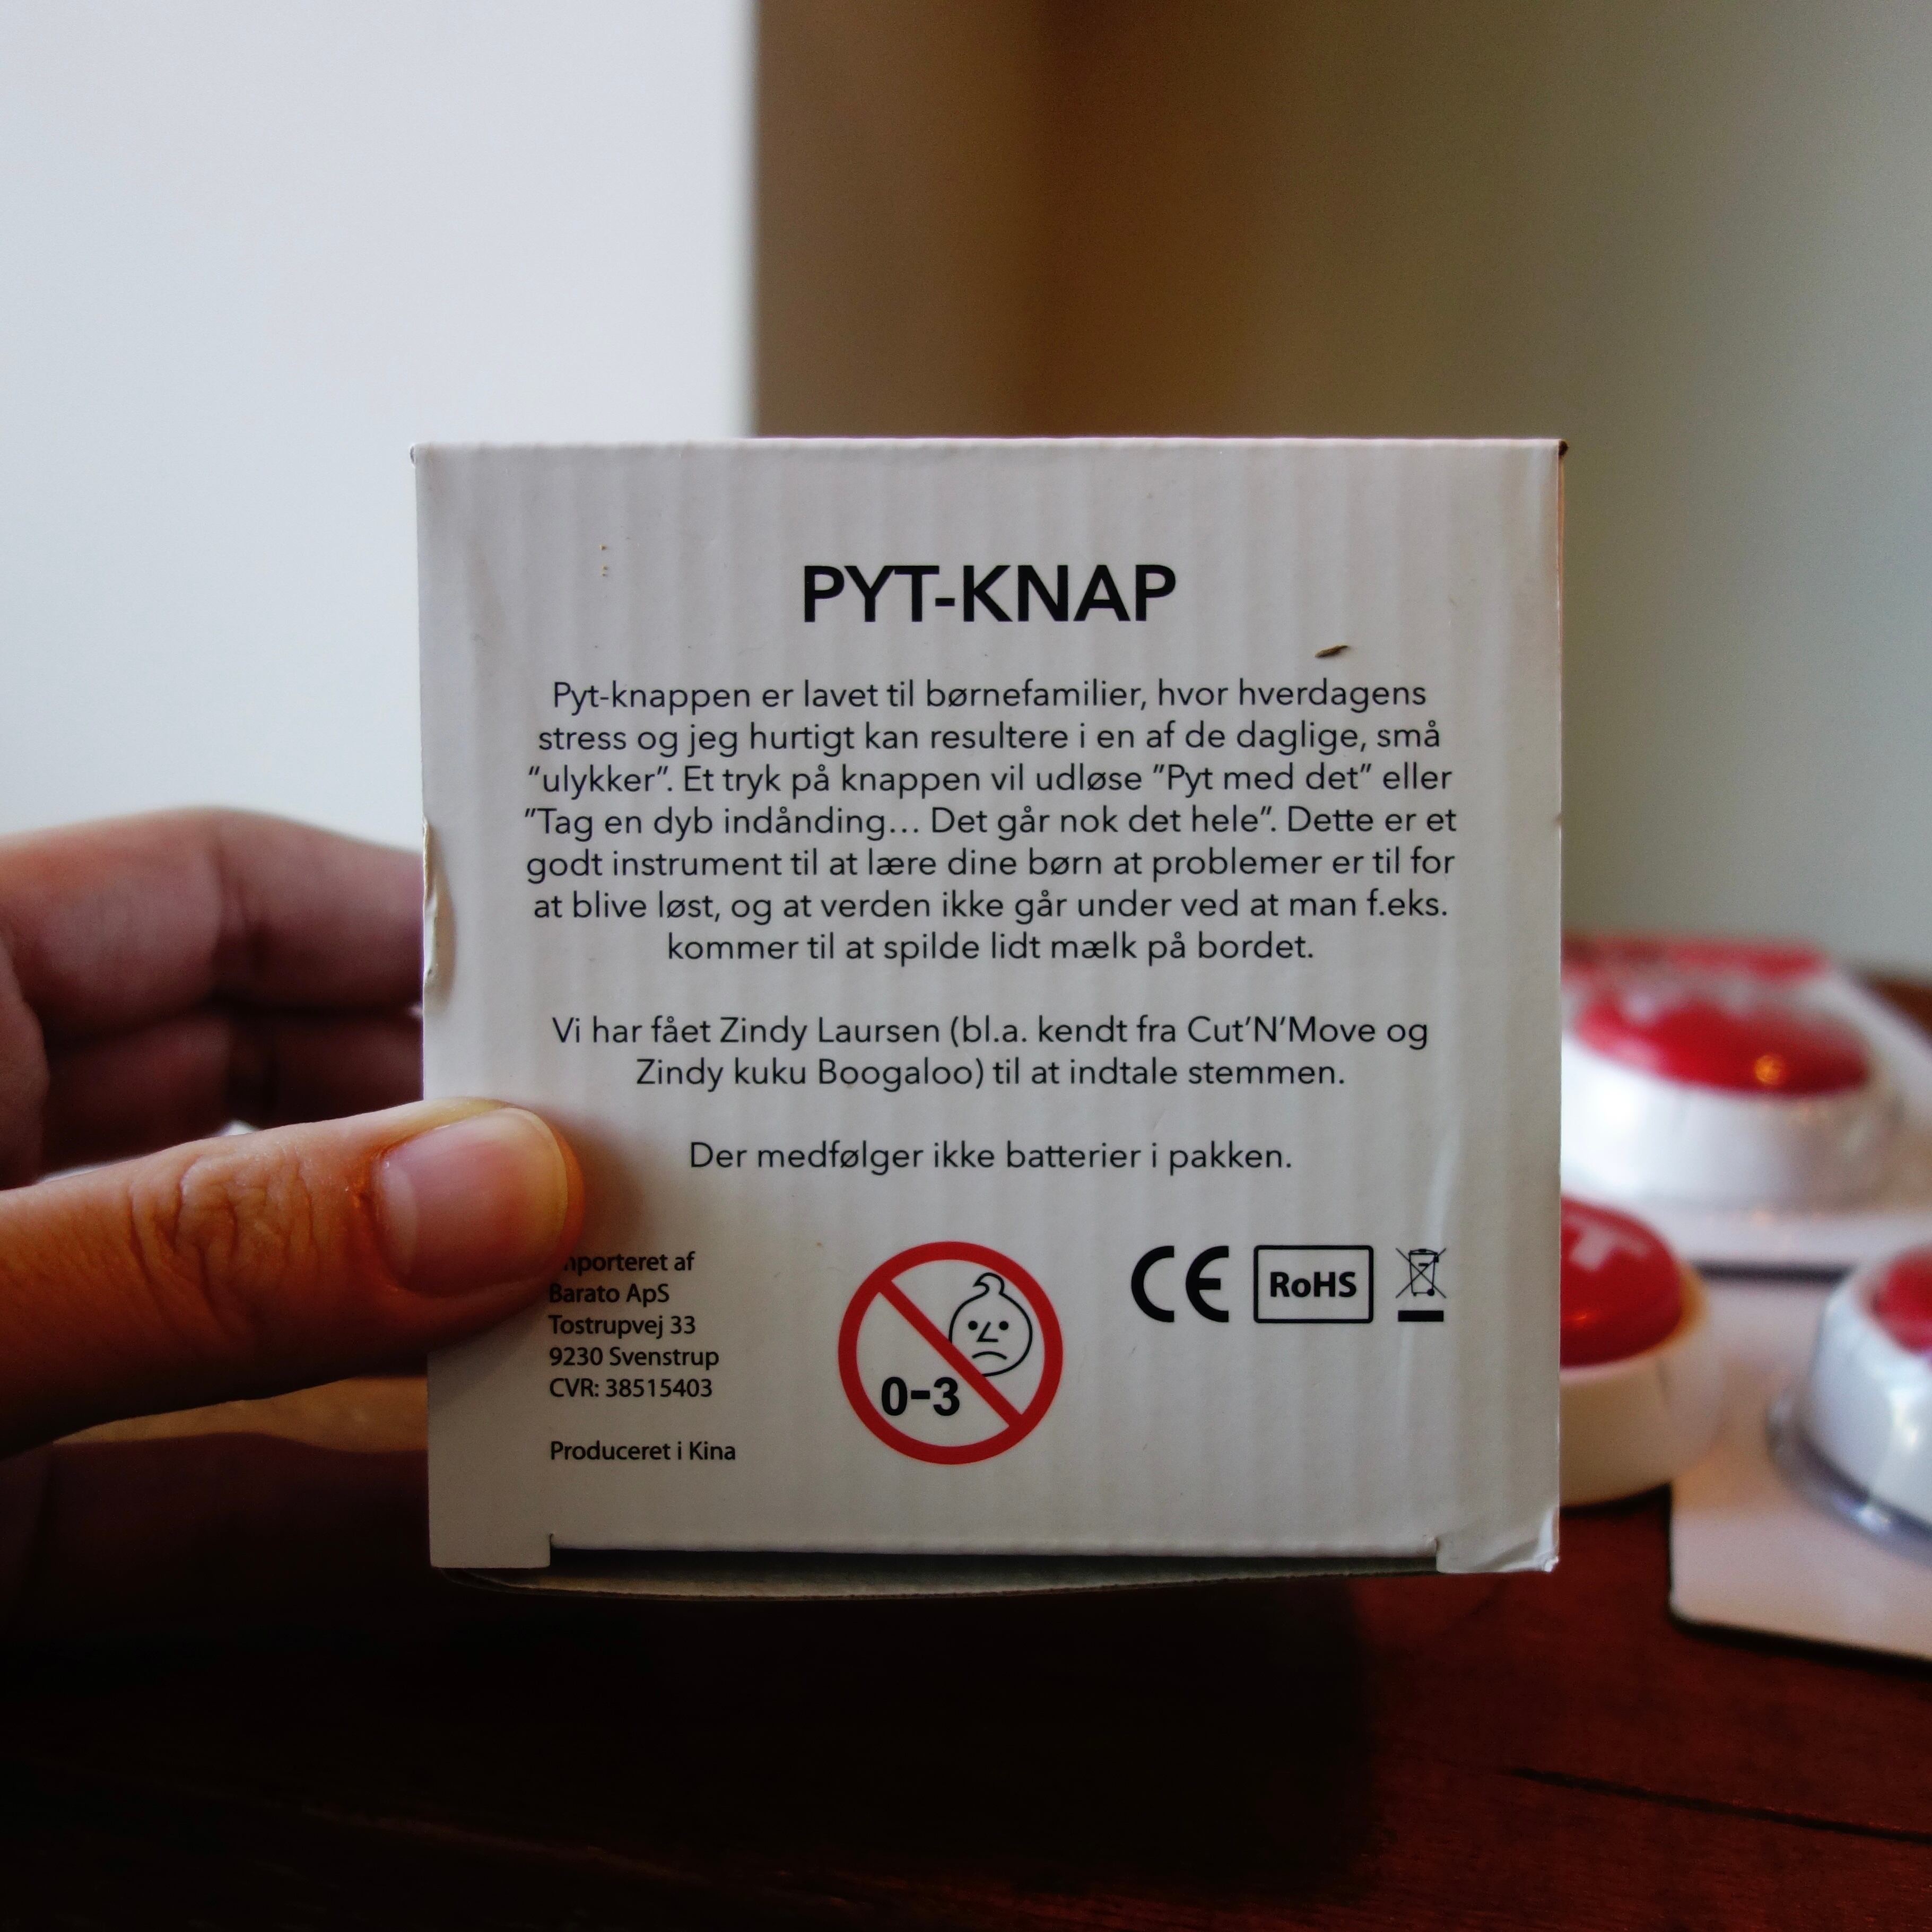 PYT-KNAP
Pyt-knappen er lavet til børnefamilier, hvor hverdagens
stress og jeg hurtigt kan resultere i en af de daglige, små
"ulykker". Et tryk på knappen vil udløse "Pyt med det" eller
"Tag en dyb indånding... Det går nok det hele". Dette er et
godt instrument til at lære dine børn at problemer er til for
at blive løst, og at verden ikke går under ved at man f.eks.
kommer til at spilde lidt mælk på bordet.
Vi har fået Zindy Laursen (bl.a. kendt fra Cut'N'Move og
Zindy kuku Boogaloo) til at indtale stemmen.
Der medfølger ikke batterier i pakken.
af
Barato ApS
Tostrupvej 33
9230 Svenstrup
CVR: 38515403
Produceret i Kina
0-3
CE RoHS